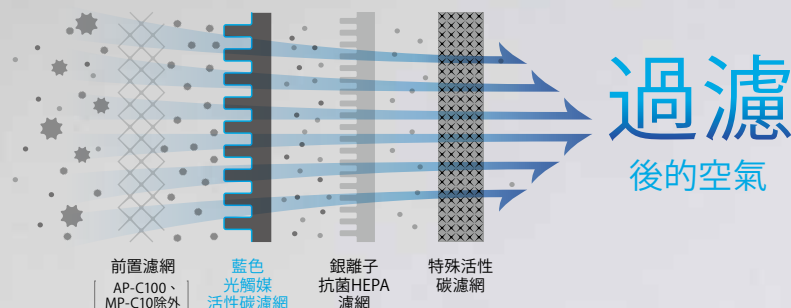 過濾
後的空氣
前置濾網
AP-C100、
MP-C10除外
藍色
光觸媒
活性碳濾網
銀離子
抗菌HEPA
濾網
特殊活性
碳濾網